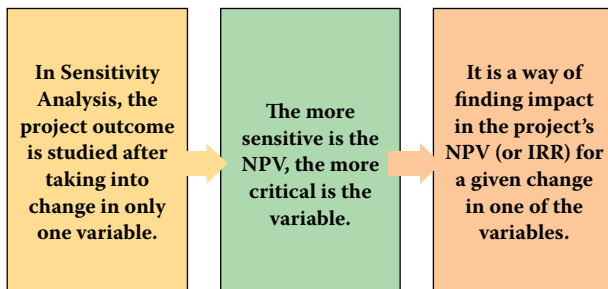 In Sensitivity
Analysis, the
project outcome
is studied after
taking into
change in only
one variable.
The more
sensitive is the
NPV, the more
critical is the
variable.
It is a way of
finding impact
in the project’s
NPV (or IRR) for
a given change
in one of the
variables.